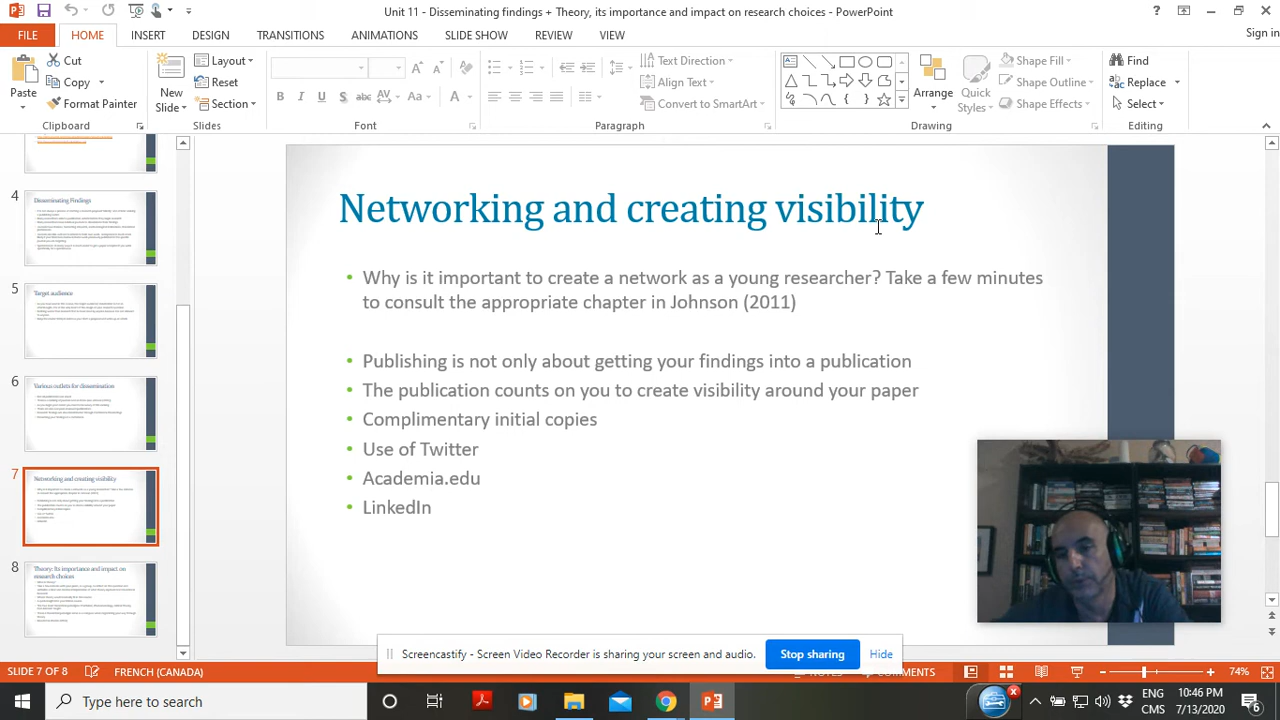 Unit 11 - Disseminating findings + Theory, its importance and impact on research choices - PowerPoint
Sign in
FILE HOME INSERT DESIGN TRANSITIONS ANIMATIONS SLIDE SHOW REVIEW VIEW
Paste
Cut
Copy
Format Painter
Clipboard
New
Slide
Layout
Reset
Section
Slides
Font
Text Direction
Align Text
Convert to SmartArt
Paragraph
Arrange
Quick
Styles
Shape Fill
Shape Outline
Shape Effects
Drawing
Find
Replace
Select
Editing
4
Disseminating Findings
5
Target audience
6
Various outlets for dissemination
7
Networking and creating visibility
8
Theory: Its importance and impact on
research choices
Networking and creating visibility
• Why is it important to create a network as a young researcher? Take a few minutes
to consult the appropriate chapter in Johnson (2011)
• Publishing is not only about getting your findings into a publication
• The publication counts on you to create visibility around your paper
• Complimentary initial copies
• Use of Twitter
• Academia.edu
• LinkedIn
Screencastify - Screen Video Recorder is sharing your screen and audio.
Stop sharing
Hide
SLIDE 7 OF 8
FRENCH (CANADA)
NOTES
COMMENTS
74%
Type here to search
ENG
CMS
10:46 PM
7/13/2020
6